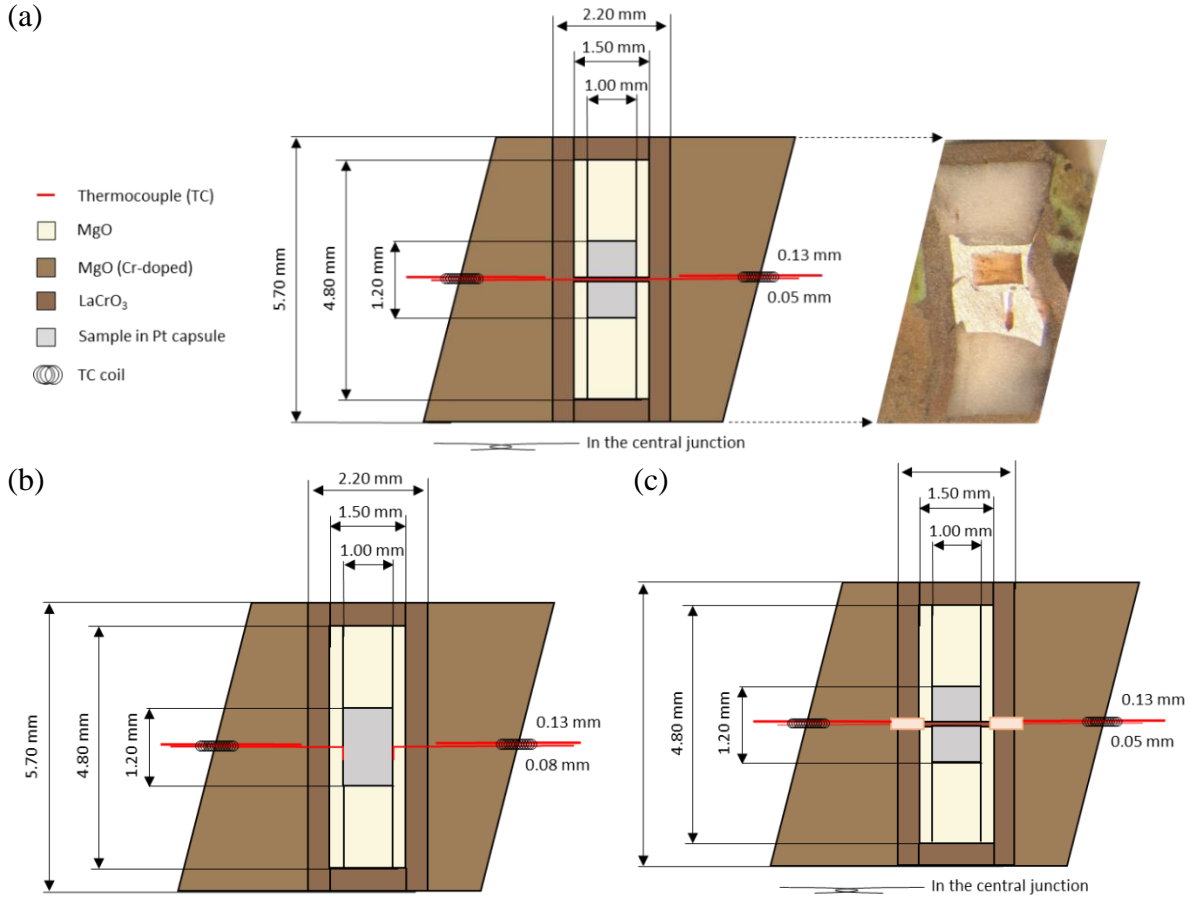 (a)
2.20 mm
1.50 mm
1.00 mm
5.70 mm
4.80 mm
1.20 mm
0.13 mm
0.05 mm
Thermocouple (TC)
MgO
MgO (Cr-doped)
LaCrO₃
Sample in Pt capsule
TC coil
In the central junction
(b)
2.20 mm
1.50 mm
1.00 mm
5.70 mm
4.80 mm
1.20 mm
0.13 mm
0.08 mm
(c)
1.50 mm
1.00 mm
4.80 mm
1.20 mm
0.13 mm
0.05 mm
In the central junction